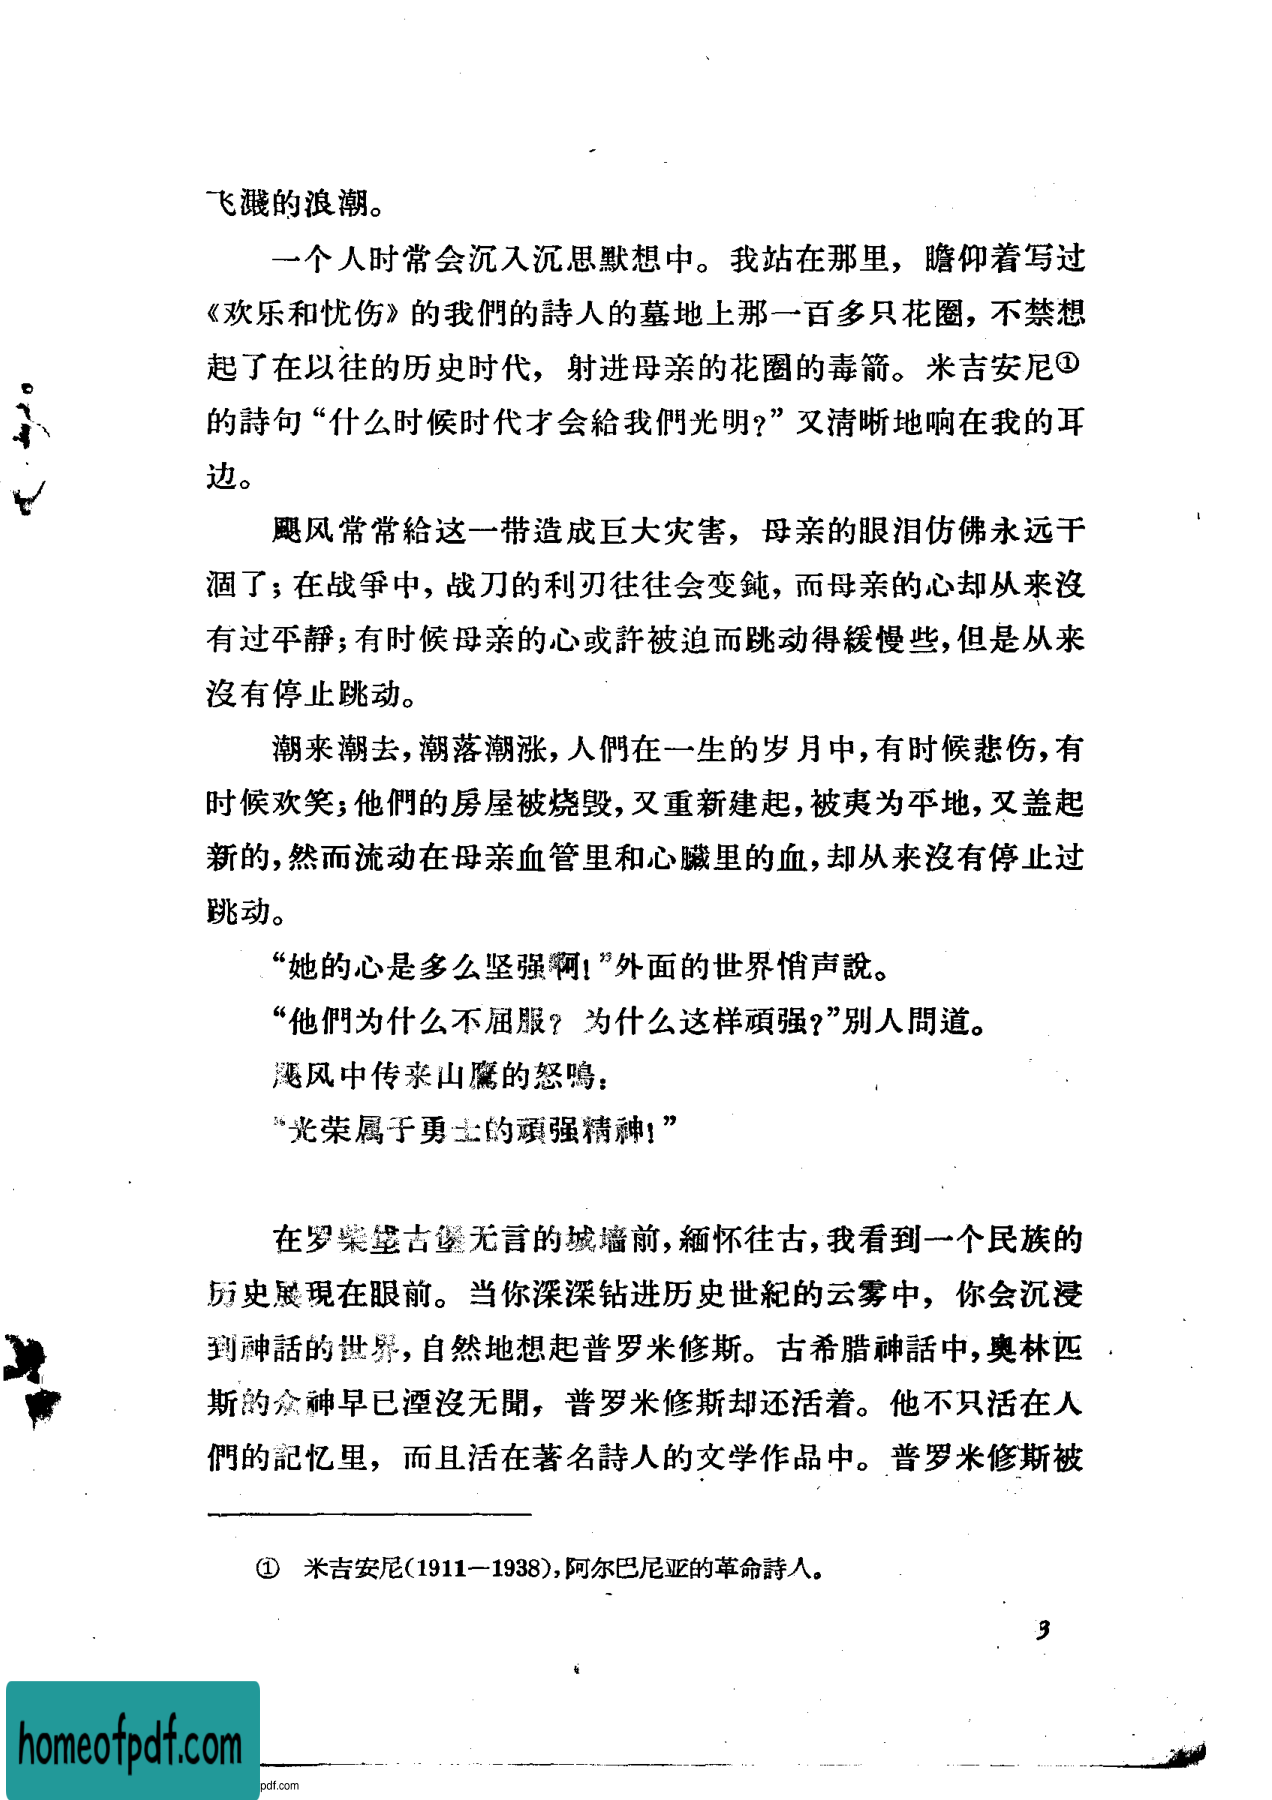 飞溅的浪潮。
一个人时常会沉入沉思默想中。我站在那里，瞻仰着写过
《欢乐和忧伤》的我們的詩人的墓地上那一百多只花圈，不禁想
起了在以往的历史时代，射进母亲的花圈的毒箭。米吉安尼①
的詩句“什么时候时代才会給我們光明?”又清晰地响在我的耳
边。
颶风常常給这一带造成巨大灾害，母亲的眼泪仿佛永远干
涸了；在战爭中，战刀的利刃往往会变鈍，而母亲的心却从来沒
有过平靜；有时候母亲的心或許被迫而跳动得緩慢些，但是从来
沒有停止跳动。
潮来潮去，潮落潮涨，人們在一生的岁月中，有时候悲伤，有
时候欢笑；他們的房屋被烧毁，又重新建起，被夷为平地，又盖起
新的，然而流动在母亲血管里和心臟里的血，却从来沒有停止过
跳动。
“她的心是多么坚强啊!”外面的世界悄声說。
“他們为什么不屈服? 为什么这样頑强?”別人問道。
颶风中传来山鷹的怒鳴：
“光荣属于勇士的頑强精神!”
在罗柴堡古堡无言的城墙前，緬怀往古，我看到一个民族的
历史展現在眼前。当你深深钻进历史世紀的云雾中，你会沉浸
到神話的世界，自然地想起普罗米修斯。古希腊神話中，奥林匹
斯的众神早已湮沒无聞，普罗米修斯却还活着。他不只活在人
們的記忆里，而且活在著名詩人的文学作品中。普罗米修斯被
① 米吉安尼(1911—1938)，阿尔巴尼亚的革命詩人。
3
homeofpdf.com
pdf.com